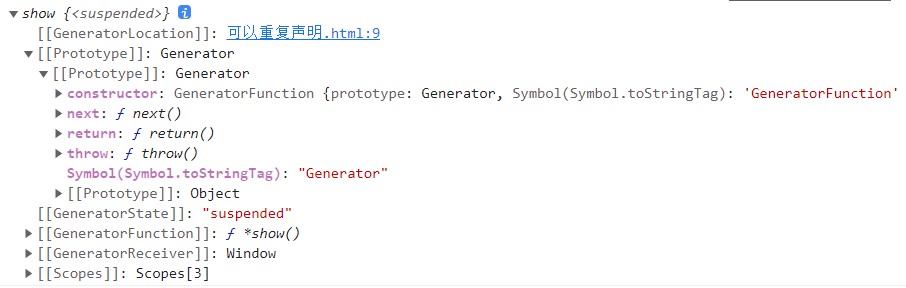 ▼ show {<suspended>} i
[[GeneratorLocation]]: 可以重复声明.html:9
▼ [[Prototype]]: Generator
▼ [[Prototype]]: Generator
▶ constructor: GeneratorFunction {prototype: Generator, Symbol(Symbol.toStringTag): 'GeneratorFunction'
▶ next: ƒ next()
▶ return: ƒ return()
▶ throw: ƒ throw()
Symbol(Symbol.toStringTag): "Generator"
▶ [[Prototype]]: Object
[[GeneratorState]]: "suspended"
▶ [[GeneratorFunction]]: ƒ *show()
▶ [[GeneratorReceiver]]: Window
▶ [[Scopes]]: Scopes[3]